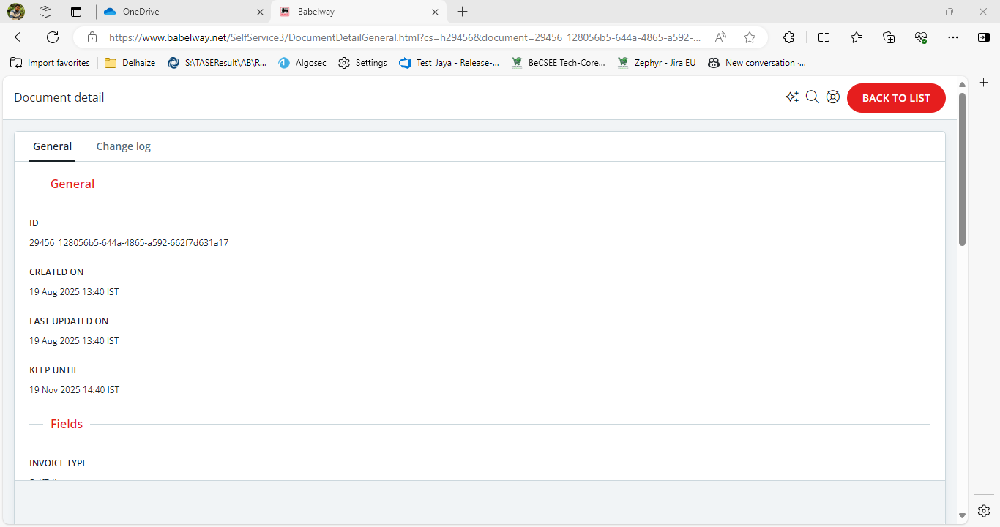 OneDrive
Babelway
https://www.babelway.net/SelfService3/DocumentDetailGeneral.html?cs=h29456&document=29456_128056b5-644a-4865-a592-...
Import favorites Delhaize S:\TASEResult\AB\R... Algosec Settings Test_Jaya - Release-... BeCSEE Tech-Core... Zephyr - Jira EU New conversation -...
Document detail
BACK TO LIST
General Change log
General
ID
29456_128056b5-644a-4865-a592-662f7d631a17
CREATED ON
19 Aug 2025 13:40 IST
LAST UPDATED ON
19 Aug 2025 13:40 IST
KEEP UNTIL
19 Nov 2025 14:40 IST
Fields
INVOICE TYPE